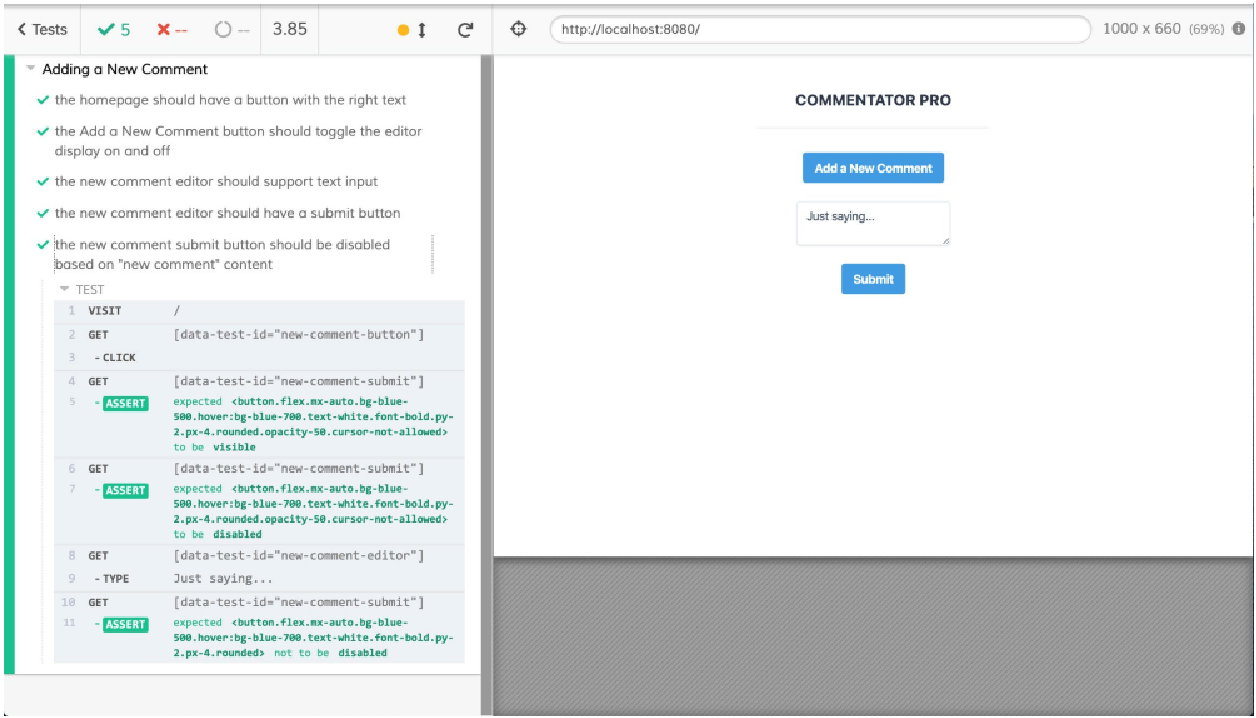 Tests
5
--
--
3.85
http://localhost:8080/
1000 x 660 (69%)
Adding a New Comment
the homepage should have a button with the right text
the Add a New Comment button should toggle the editor
display on and off
the new comment editor should support text input
the new comment editor should have a submit button
the new comment submit button should be disabled
based on "new comment" content
TEST
1 VISIT /
2 GET [data-test-id="new-comment-button"]
3 - CLICK
4 GET [data-test-id="new-comment-submit"]
5 - ASSERT expected <button.flex.mx-auto.bg-blue-
500.hover:bg-blue-700.text-white.font-bold.py-
2.px-4.rounded.opacity-50.cursor-not-allowed>
to be visible
6 GET [data-test-id="new-comment-submit"]
7 - ASSERT expected <button.flex.mx-auto.bg-blue-
500.hover:bg-blue-700.text-white.font-bold.py-
2.px-4.rounded.opacity-50.cursor-not-allowed>
to be disabled
8 GET [data-test-id="new-comment-editor"]
9 - TYPE Just saying...
10 GET [data-test-id="new-comment-submit"]
11 - ASSERT expected <button.flex.mx-auto.bg-blue-
500.hover:bg-blue-700.text-white.font-bold.py-
2.px-4.rounded> not to be disabled
COMMENTATOR PRO
Add a New Comment
Just saying...
Submit